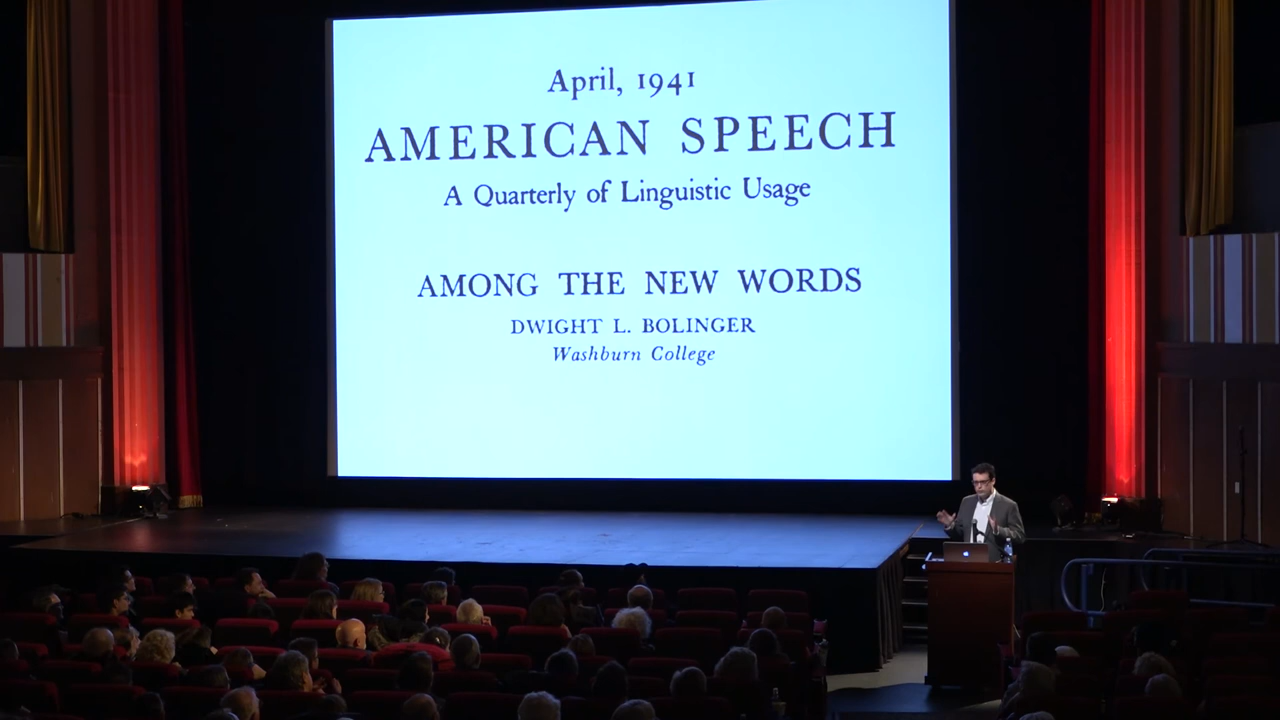 April, 1941
AMERICAN SPEECH
A Quarterly of Linguistic Usage
AMONG THE NEW WORDS
DWIGHT L. BOLINGER
Washburn College